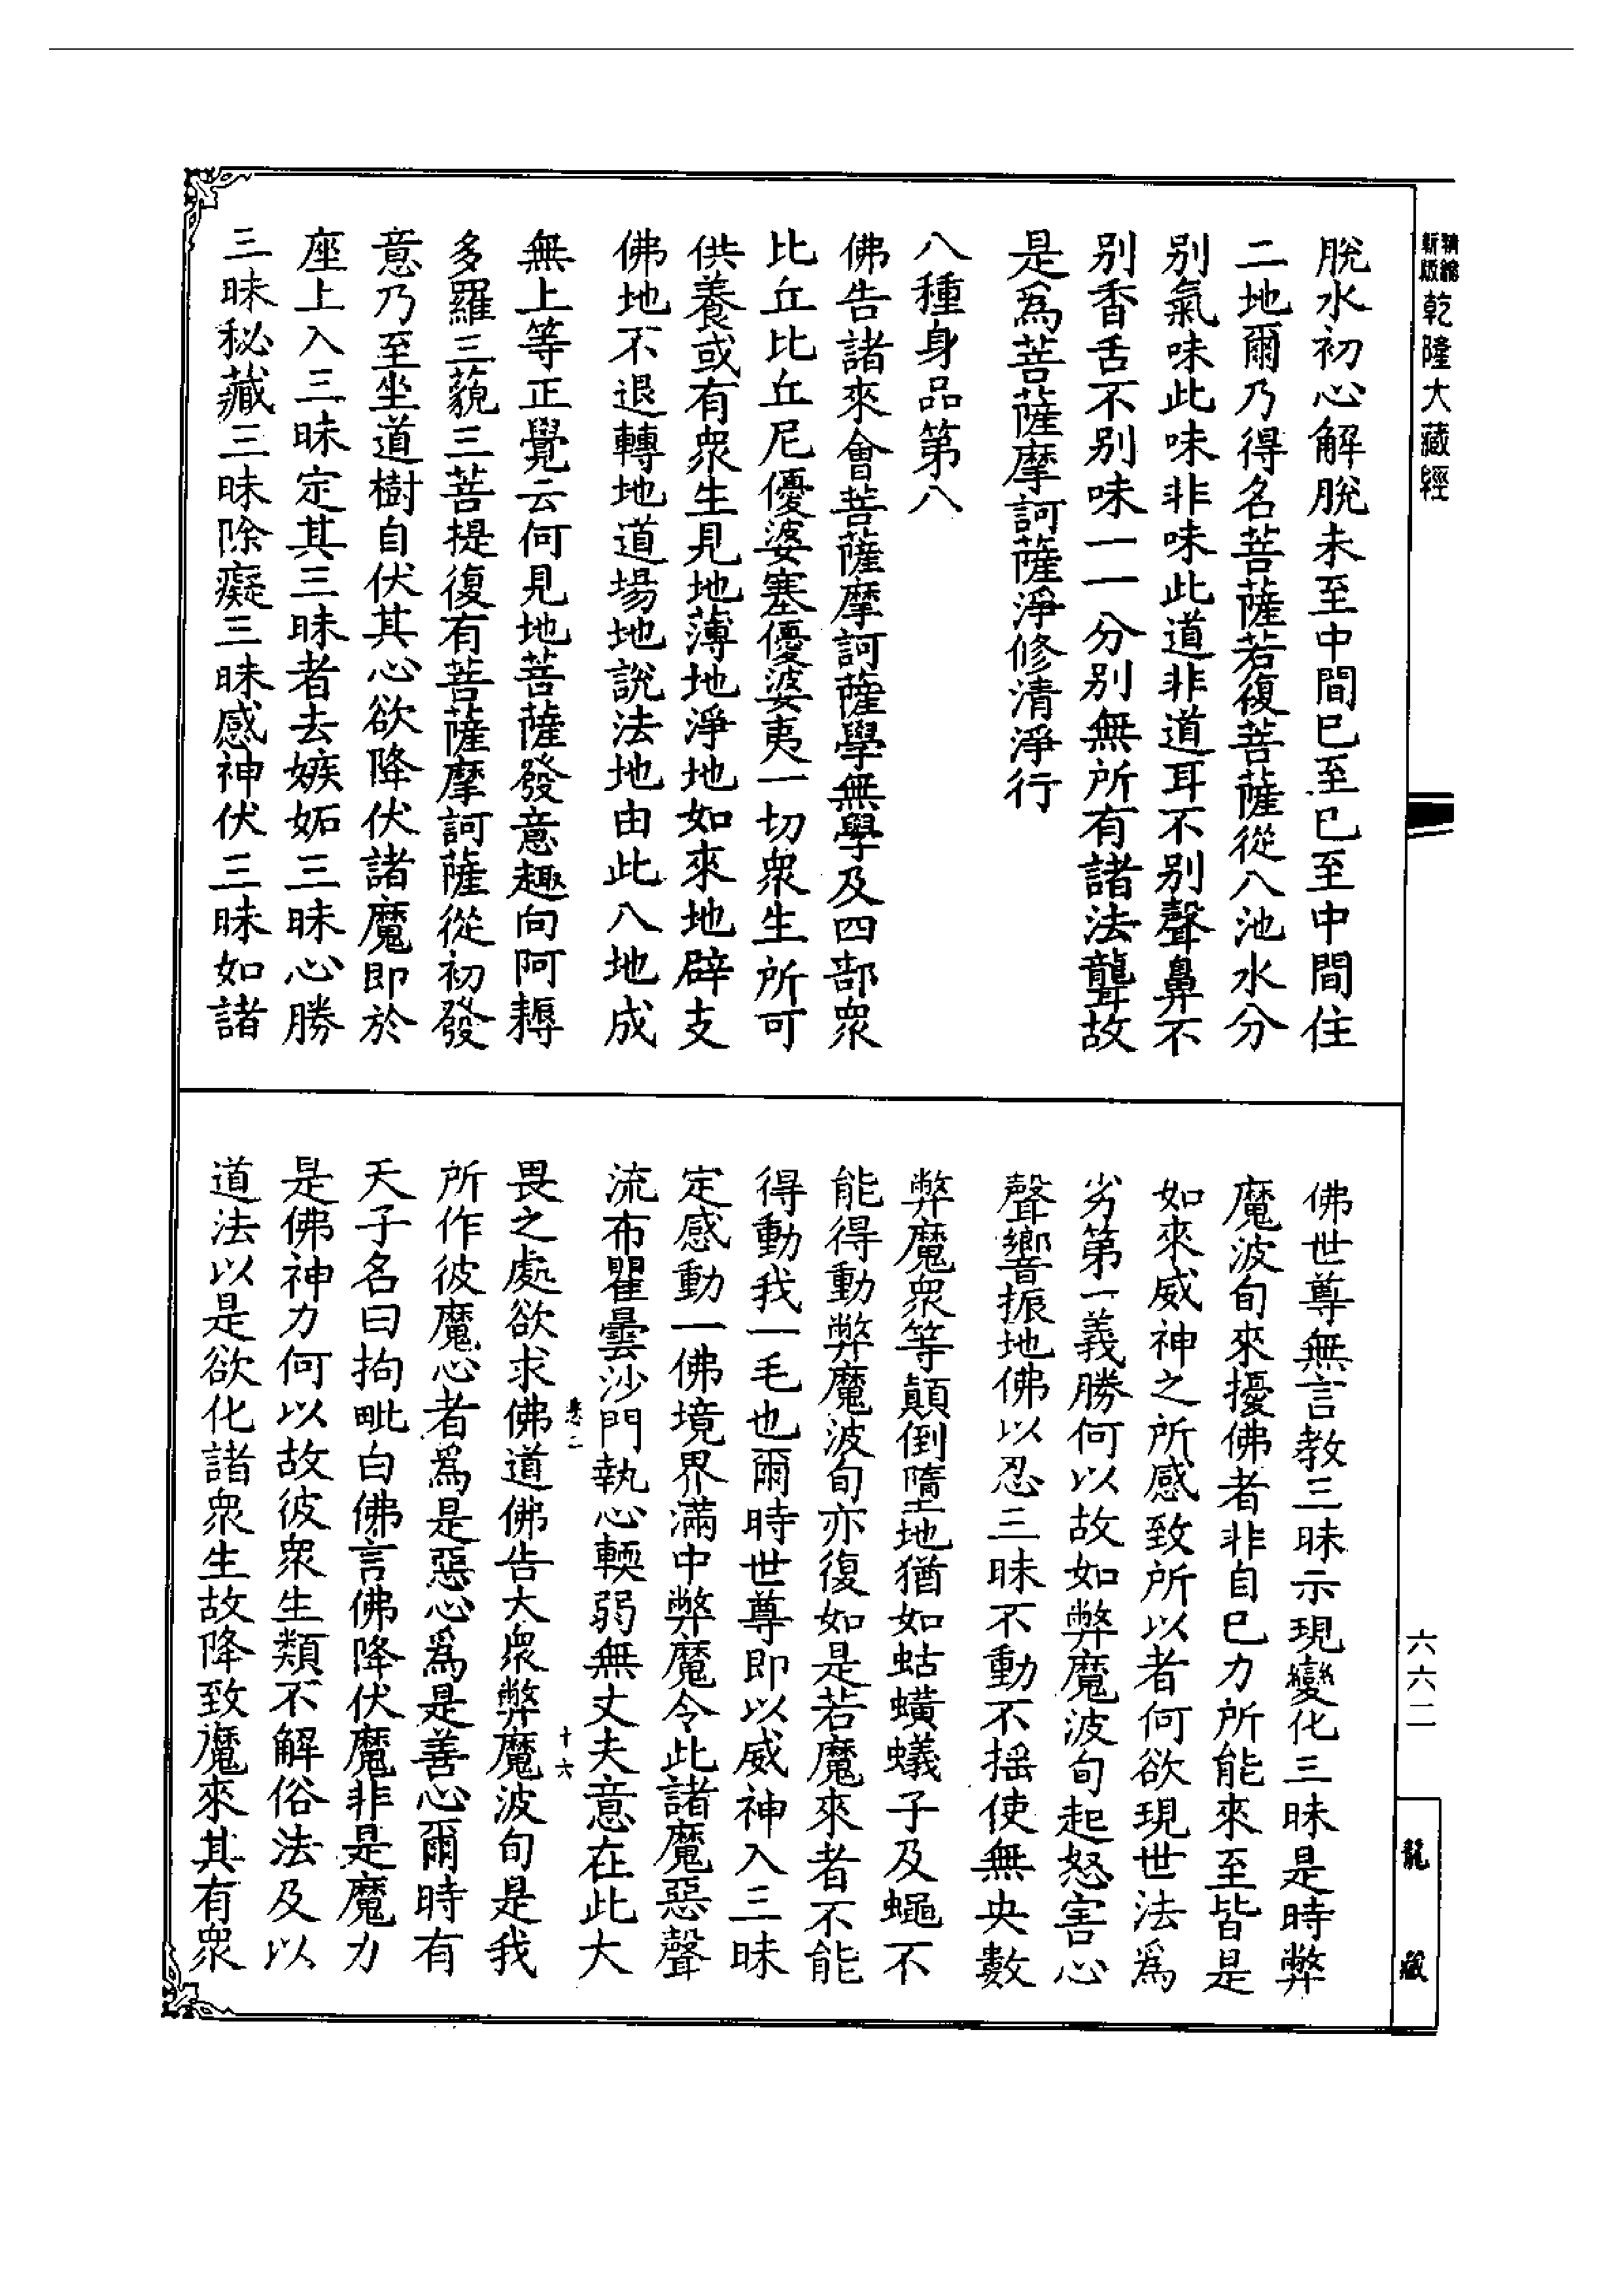 精縮新版乾隆大藏經
脫水初心解脫未至中間已至已至中間住
二地爾乃得名菩薩若復菩薩從八池水分
别氣味此味非味此道非道耳不别聲鼻不
别香舌不别味一一分别無所有諸法聾故
是爲菩薩摩訶薩淨修清淨行
八種身品第八
佛告諸來會菩薩摩訶薩學無學及四部衆
比丘比丘尼優婆塞優婆夷一切衆生所可
供養或有衆生見地薄地淨地如來地辟支
佛地不退轉地道場地說法地由此八地成
無上等正覺云何見地菩薩發意趣向阿耨
多羅三藐三菩提復有菩薩摩訶薩從初發
意乃至坐道樹自伏其心欲降伏諸魔即於
座上入三昧定其三昧者去嫉妬三昧心勝
三昧秘藏三昧除癡三昧感神伏三昧如諸
佛世尊無言教三昧示現變化三昧是時弊
魔波旬來擾佛者非自已力所能來至皆是
如來威神之所感致所以者何欲現世法爲
劣第一義勝何以故如弊魔波旬起怒害心
聲響振地佛以忍三昧不動不摇使無央數
弊魔衆等顛倒墮地猶如蛣蟥蟻子及蠅不
能得動弊魔波旬亦復如是若魔來者不能
得動我一毛也爾時世尊即以威神入三昧
定感動一佛境界滿中弊魔令此諸魔惡聲
流布瞿曇沙門執心輭弱無丈夫意在此大
畏之處欲求佛道佛告大衆弊魔波旬是我
所作彼魔心者爲是惡心爲是善心爾時有
天子名曰拘毗白佛言佛降伏魔非是魔力
是佛神力何以故彼衆生類不解俗法及以
道法以是欲化諸衆生故降致魔來其有衆
卷二
十六
六六二
龍藏